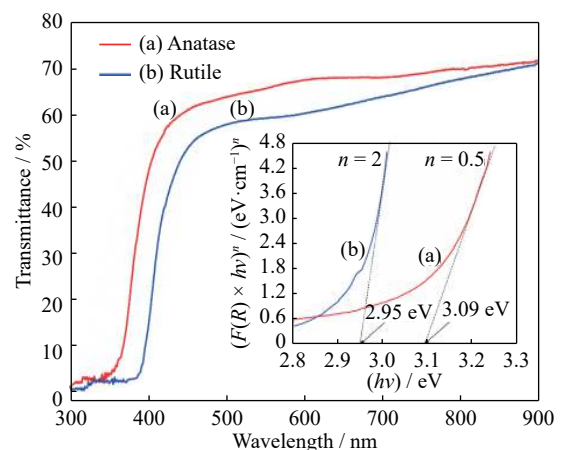 80
70
60
50
40
30
20
10
0
Transmittance / %
300 400 500 600 700 800 900
Wavelength / nm
(a) Anatase
(b) Rutile
(a)
(b)
4.8
4.2
3.6
3.0
2.4
1.8
1.2
0.6
0
(F(R) × hν)ⁿ / (eV·cm⁻¹)ⁿ
n = 2
n = 0.5
(b)
(a)
2.95 eV
3.09 eV
2.8 2.9 3.0 3.1 3.2 3.3
(hν) / eV